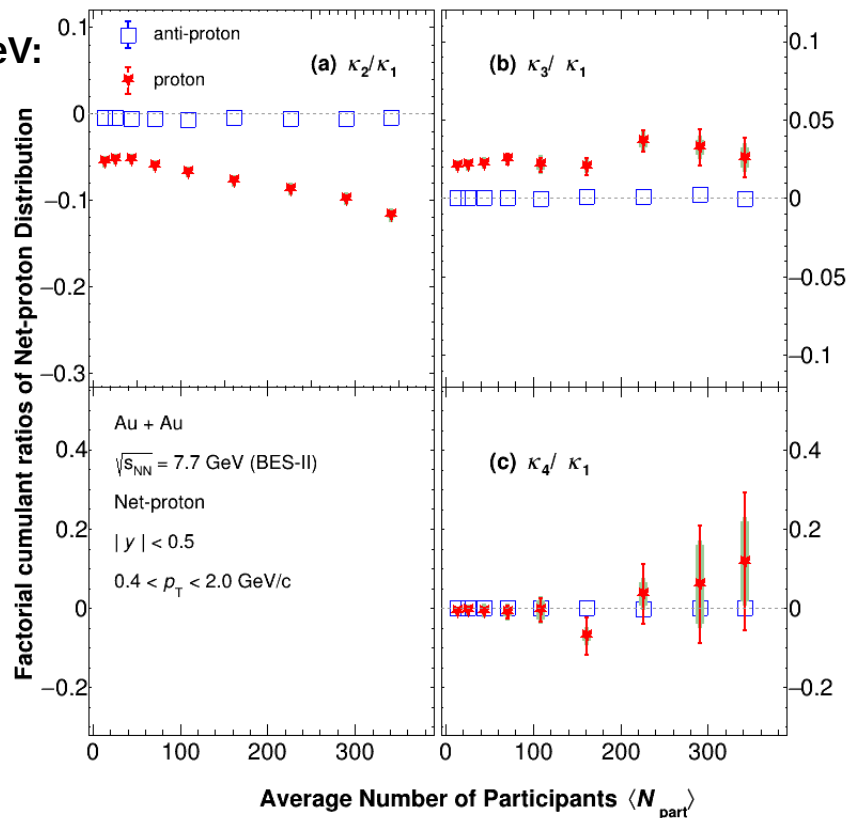 eV:
anti-proton
proton
(a) κ₂/κ₁
(b) κ₃/ κ₁
0.1
0
−0.1
−0.2
−0.3
0.1
0.05
0
−0.05
−0.1
Factorial cumulant ratios of Net-proton Distribution
Au + Au
√sNN = 7.7 GeV (BES-II)
Net-proton
| y | < 0.5
0.4 < pT < 2.0 GeV/c
(c) κ₄/ κ₁
0.4
0.2
0
−0.2
0.4
0.2
0
−0.2
0 100 200 300
0 100 200 300
Average Number of Participants ⟨Npart⟩